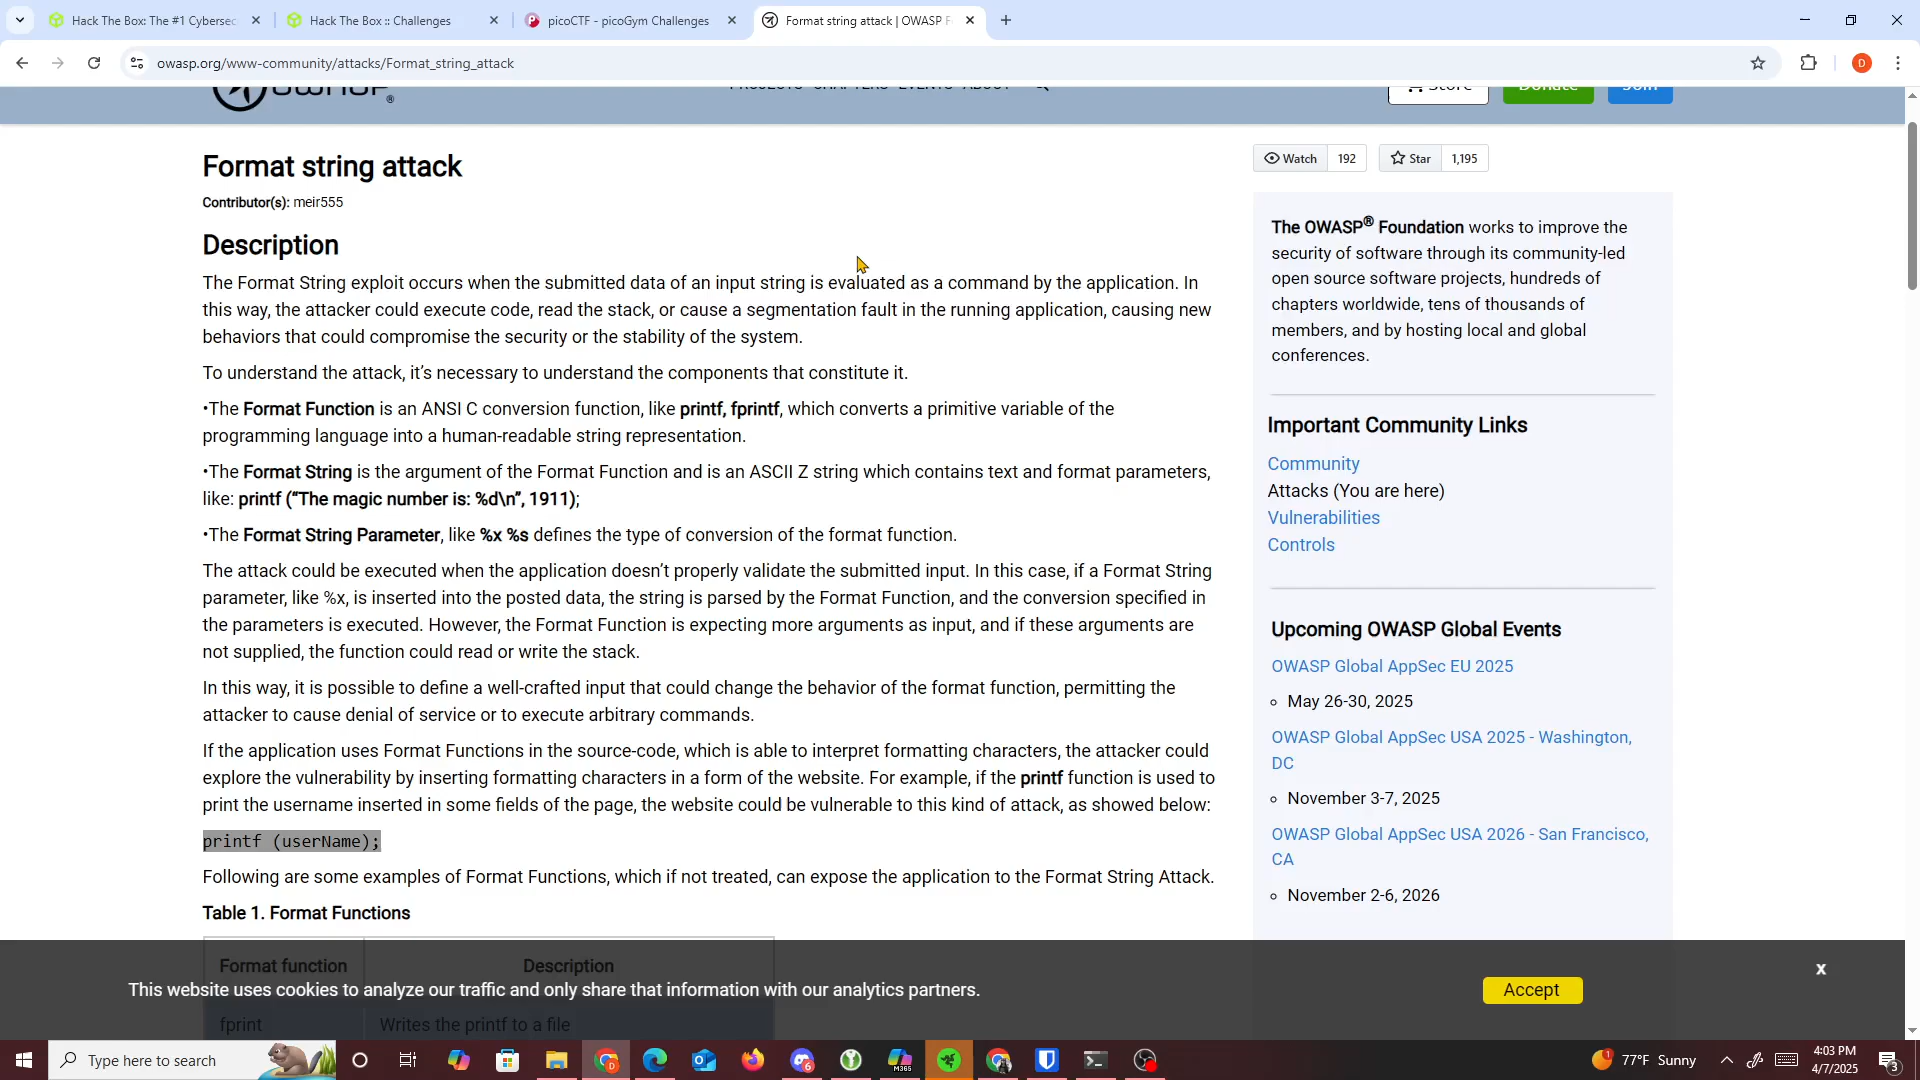 Hack The Box: The #1 Cybersec
Hack The Box :: Challenges
picoCTF - picoGym Challenges
Format string attack | OWASP F
owasp.org/www-community/attacks/Format_string_attack
D
PROJECTS CHAPTERS EVENTS ABOUT
Store
Donate
Join
Format string attack
Contributor(s): meir555
Description
The Format String exploit occurs when the submitted data of an input string is evaluated as a command by the application. In
this way, the attacker could execute code, read the stack, or cause a segmentation fault in the running application, causing new
behaviors that could compromise the security or the stability of the system.
To understand the attack, it’s necessary to understand the components that constitute it.
•The Format Function is an ANSI C conversion function, like printf, fprintf, which converts a primitive variable of the
programming language into a human-readable string representation.
•The Format String is the argument of the Format Function and is an ASCII Z string which contains text and format parameters,
like: printf (“The magic number is: %d\n”, 1911);
•The Format String Parameter, like %x %s defines the type of conversion of the format function.
The attack could be executed when the application doesn’t properly validate the submitted input. In this case, if a Format String
parameter, like %x, is inserted into the posted data, the string is parsed by the Format Function, and the conversion specified in
the parameters is executed. However, the Format Function is expecting more arguments as input, and if these arguments are
not supplied, the function could read or write the stack.
In this way, it is possible to define a well-crafted input that could change the behavior of the format function, permitting the
attacker to cause denial of service or to execute arbitrary commands.
If the application uses Format Functions in the source-code, which is able to interpret formatting characters, the attacker could
explore the vulnerability by inserting formatting characters in a form of the website. For example, if the printf function is used to
print the username inserted in some fields of the page, the website could be vulnerable to this kind of attack, as showed below:
printf (userName);
Following are some examples of Format Functions, which if not treated, can expose the application to the Format String Attack.
Table 1. Format Functions
Format function Description
fprint Writes the printf to a file
Watch 192 Star 1,195
The OWASP® Foundation works to improve the
security of software through its community-led
open source software projects, hundreds of
chapters worldwide, tens of thousands of
members, and by hosting local and global
conferences.
Important Community Links
Community
Attacks (You are here)
Vulnerabilities
Controls
Upcoming OWASP Global Events
OWASP Global AppSec EU 2025
May 26-30, 2025
OWASP Global AppSec USA 2025 - Washington,
DC
November 3-7, 2025
OWASP Global AppSec USA 2026 - San Francisco,
CA
November 2-6, 2026
This website uses cookies to analyze our traffic and only share that information with our analytics partners.
Accept
x
Type here to search
M365
77°F Sunny
4:03 PM
4/7/2025
3